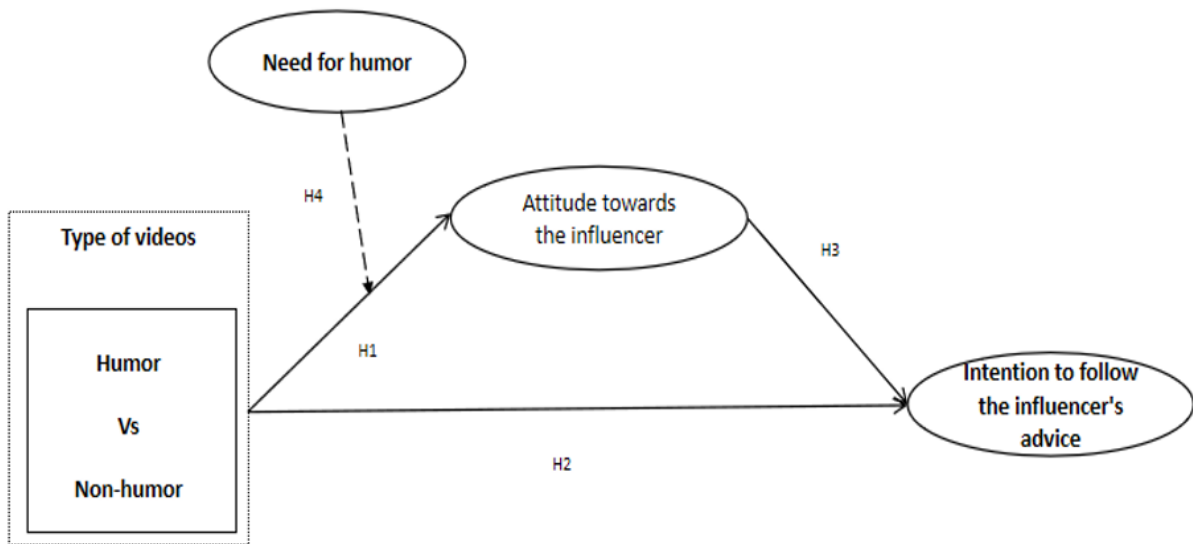 Need for humor
H4
Attitude towards
the influencer
Type of videos
H3
H1
Humor
Vs
Non-humor
Intention to follow
the influencer's
advice
H2